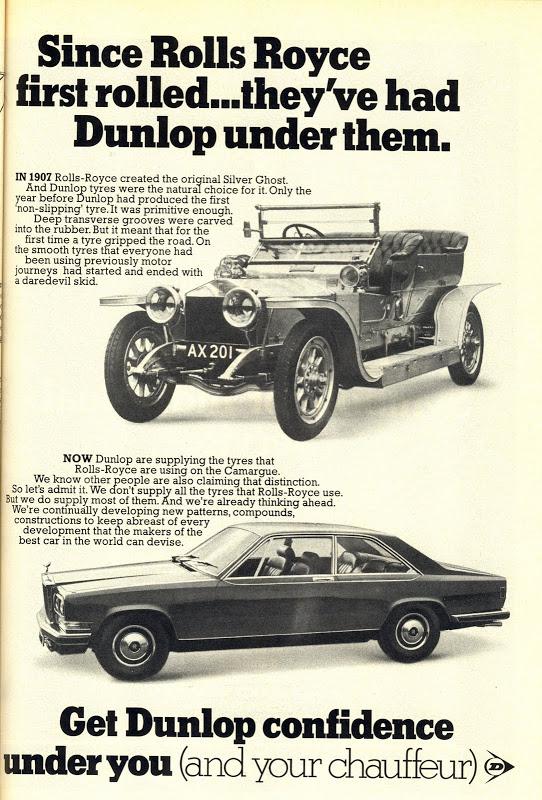 Since Rolls Royce
first rolled...they've had
Dunlop under them.
IN 1907 Rolls-Royce created the original Silver Ghost.
And Dunlop tyres were the natural choice for it. Only the
year before Dunlop had produced the first
'non-slipping' tyre. It was primitive enough.
Deep transverse grooves were carved
into the rubber. But it meant that for the
first time a tyre gripped the road. On
the smooth tyres that everyone had
been using previously motor
journeys had started and ended with
a daredevil skid.
AX 201
NOW Dunlop are supplying the tyres that
Rolls-Royce are using on the Camargue.
We know other people are also claiming that distinction.
So let's admit it. We don't supply all the tyres that Rolls-Royce use.
But we do supply most of them. And we're already thinking ahead.
We're continually developing new patterns, compounds,
constructions to keep abreast of every
development that the makers of the
best car in the world can devise.
Get Dunlop confidence
under you (and your chauffeur) D